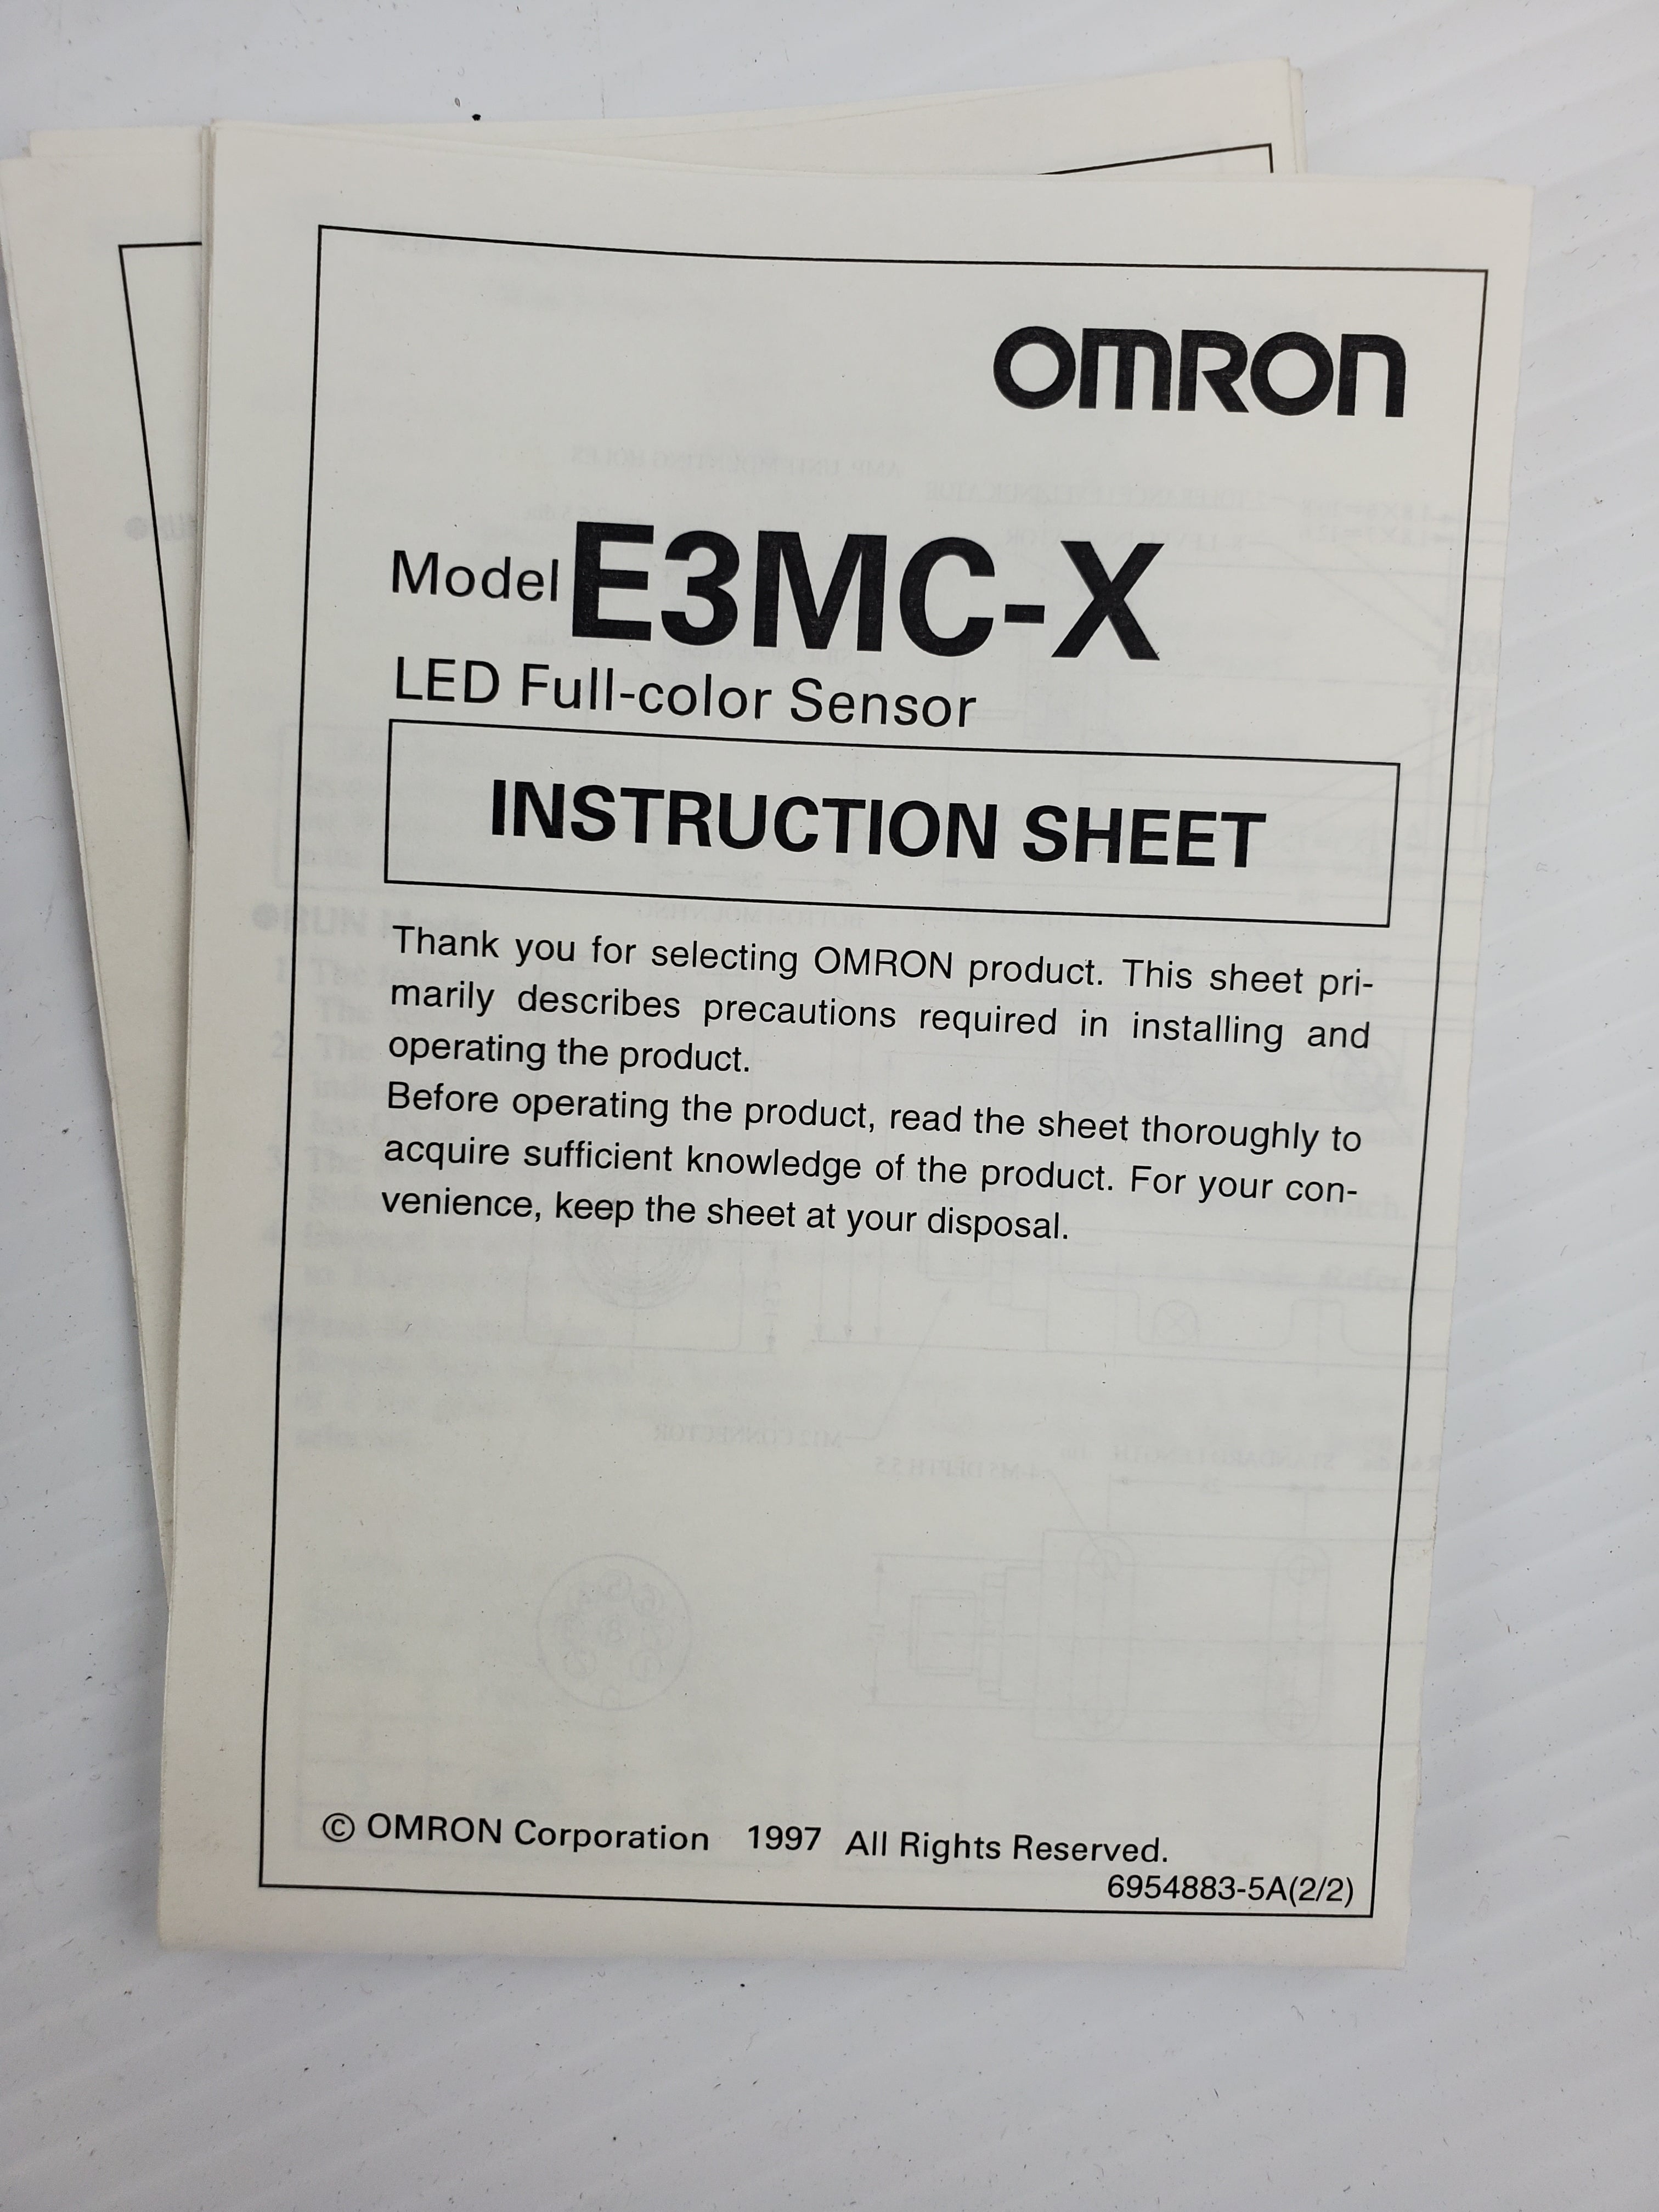 OMRON
Model E3MC-X
LED Full-color Sensor
INSTRUCTION SHEET
Thank you for selecting OMRON product. This sheet pri-
marily describes precautions required in installing and
operating the product.
Before operating the product, read the sheet thoroughly to
acquire sufficient knowledge of the product. For your con-
venience, keep the sheet at your disposal.
© OMRON Corporation 1997 All Rights Reserved.
6954883-5A(2/2)